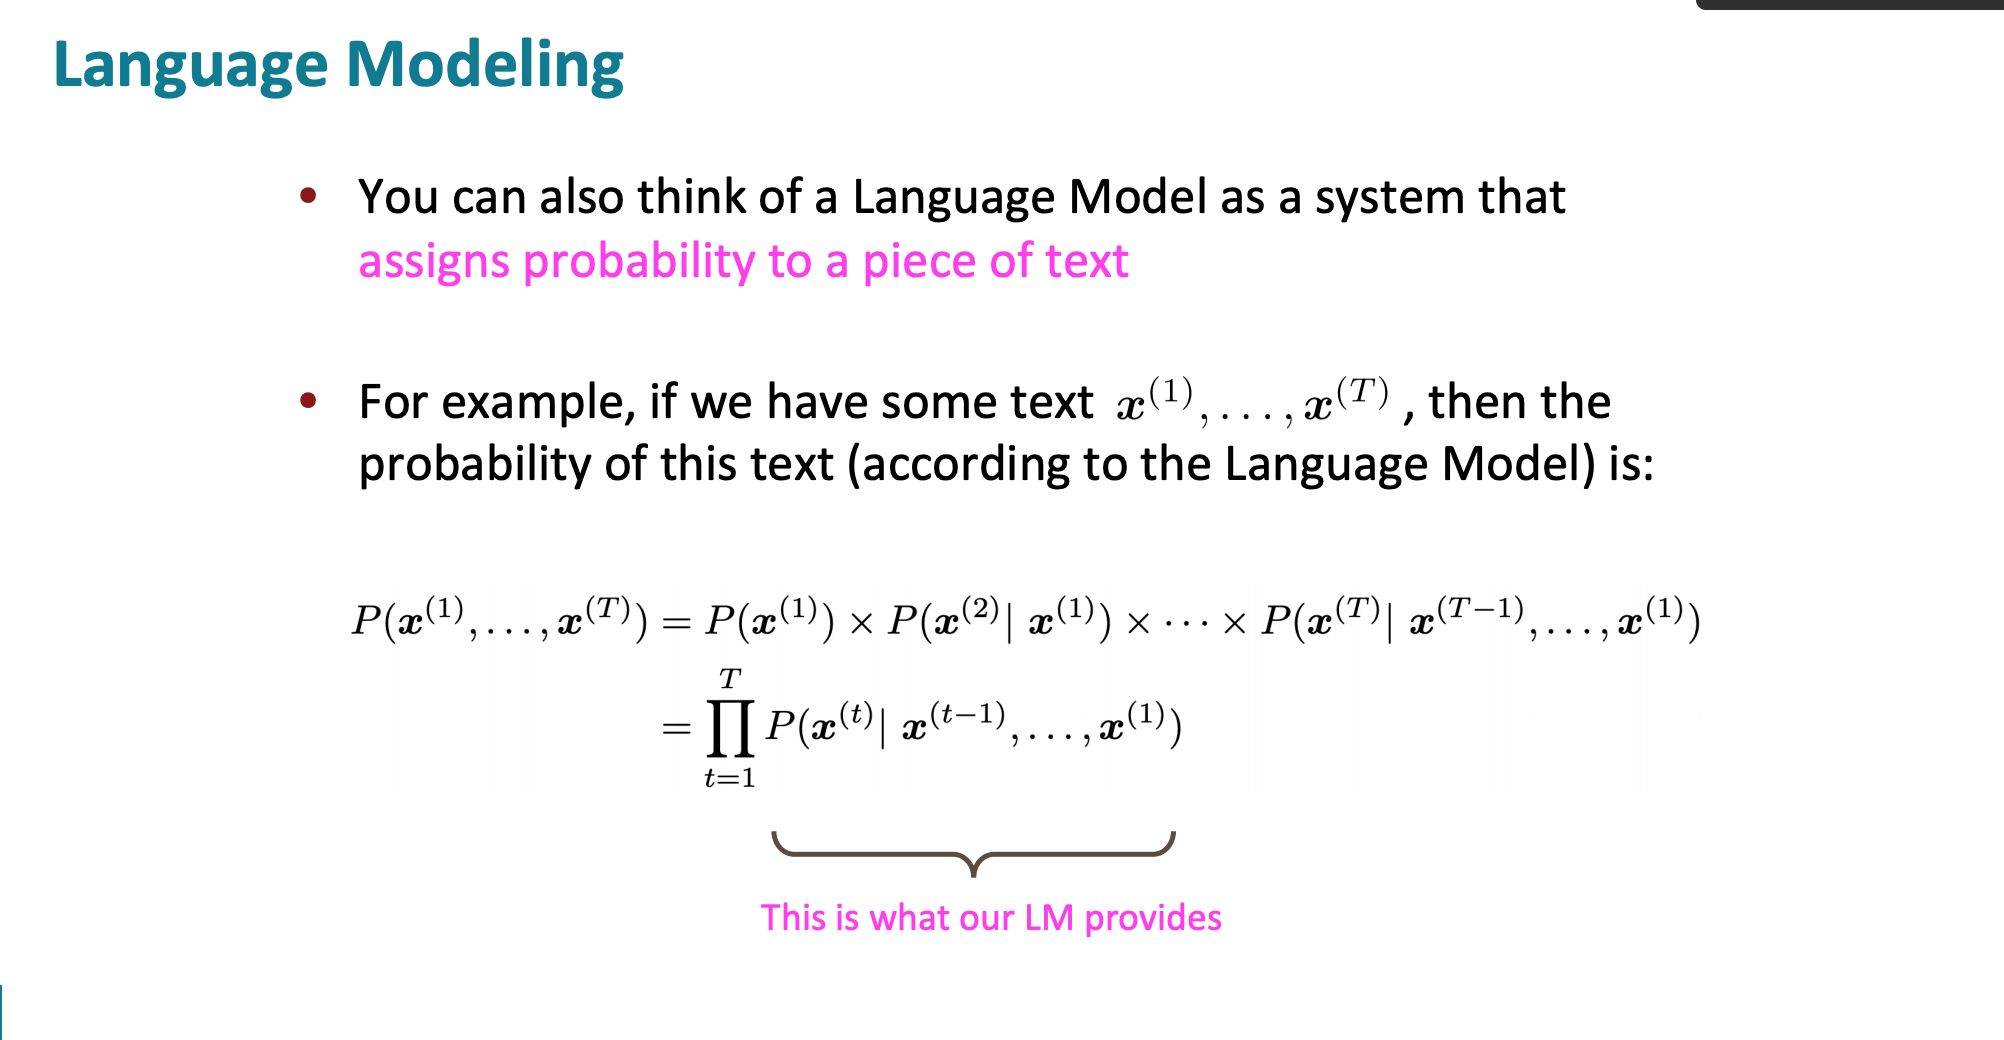 Language Modeling
• You can also think of a Language Model as a system that
assigns probability to a piece of text
• For example, if we have some text $\boldsymbol{x}^{(1)}, \ldots, \boldsymbol{x}^{(T)}$ , then the
probability of this text (according to the Language Model) is:
$P(\boldsymbol{x}^{(1)}, \ldots, \boldsymbol{x}^{(T)}) = P(\boldsymbol{x}^{(1)}) \times P(\boldsymbol{x}^{(2)} | \boldsymbol{x}^{(1)}) \times \cdots \times P(\boldsymbol{x}^{(T)} | \boldsymbol{x}^{(T-1)}, \ldots, \boldsymbol{x}^{(1)})$
$= \prod_{t=1}^{T} P(\boldsymbol{x}^{(t)} | \boldsymbol{x}^{(t-1)}, \ldots, \boldsymbol{x}^{(1)})$
This is what our LM provides